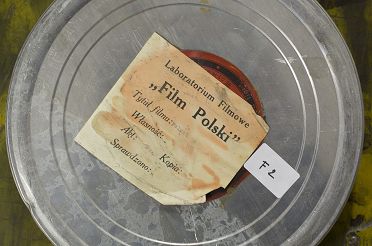 Laboratorium Filmowe
„Film Polski"
Tytuł filmu:
Własność:
Akt: Kopia:
Sprawdzono:
F2